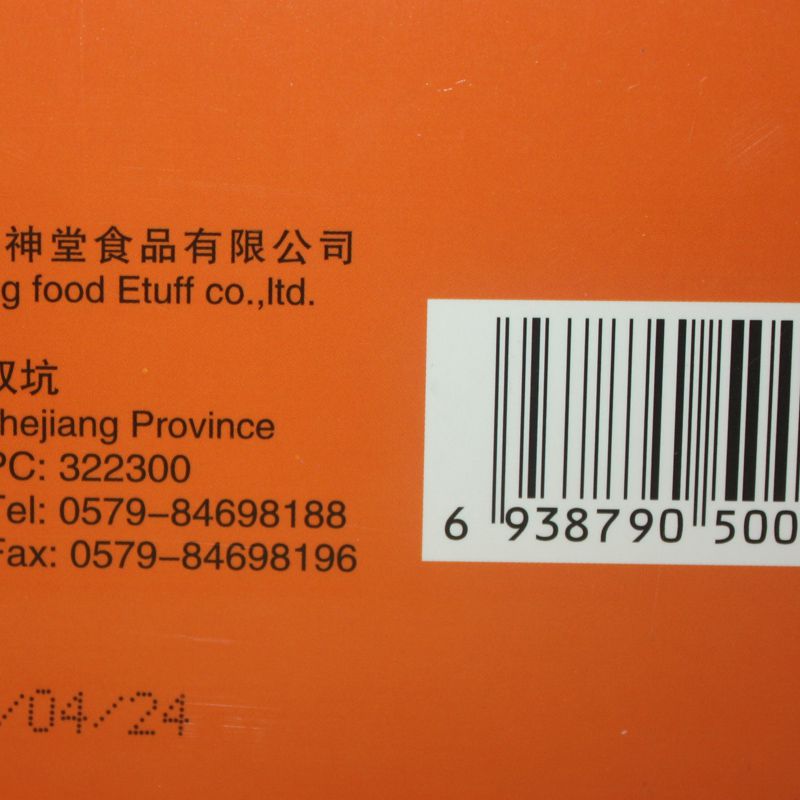 神堂食品有限公司
g food Etuff co.,ltd.
双坑
hejiang Province
PC: 322300
Tel: 0579-84698188
Fax: 0579-84698196
6 938790 500
/04/24